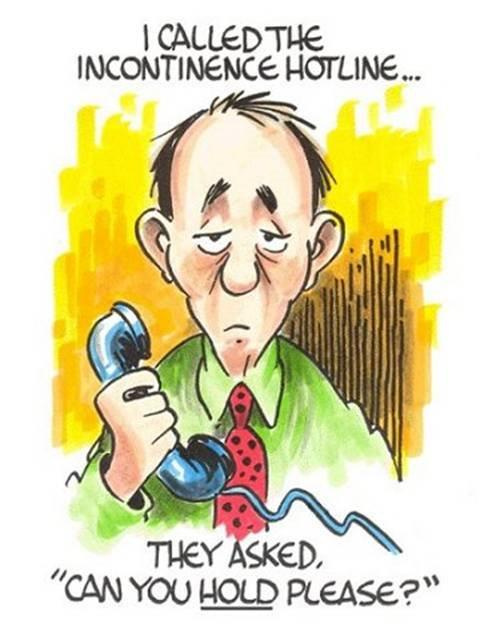 I CALLED THE
INCONTINENCE HOTLINE...
THEY ASKED,
"CAN YOU HOLD PLEASE?"